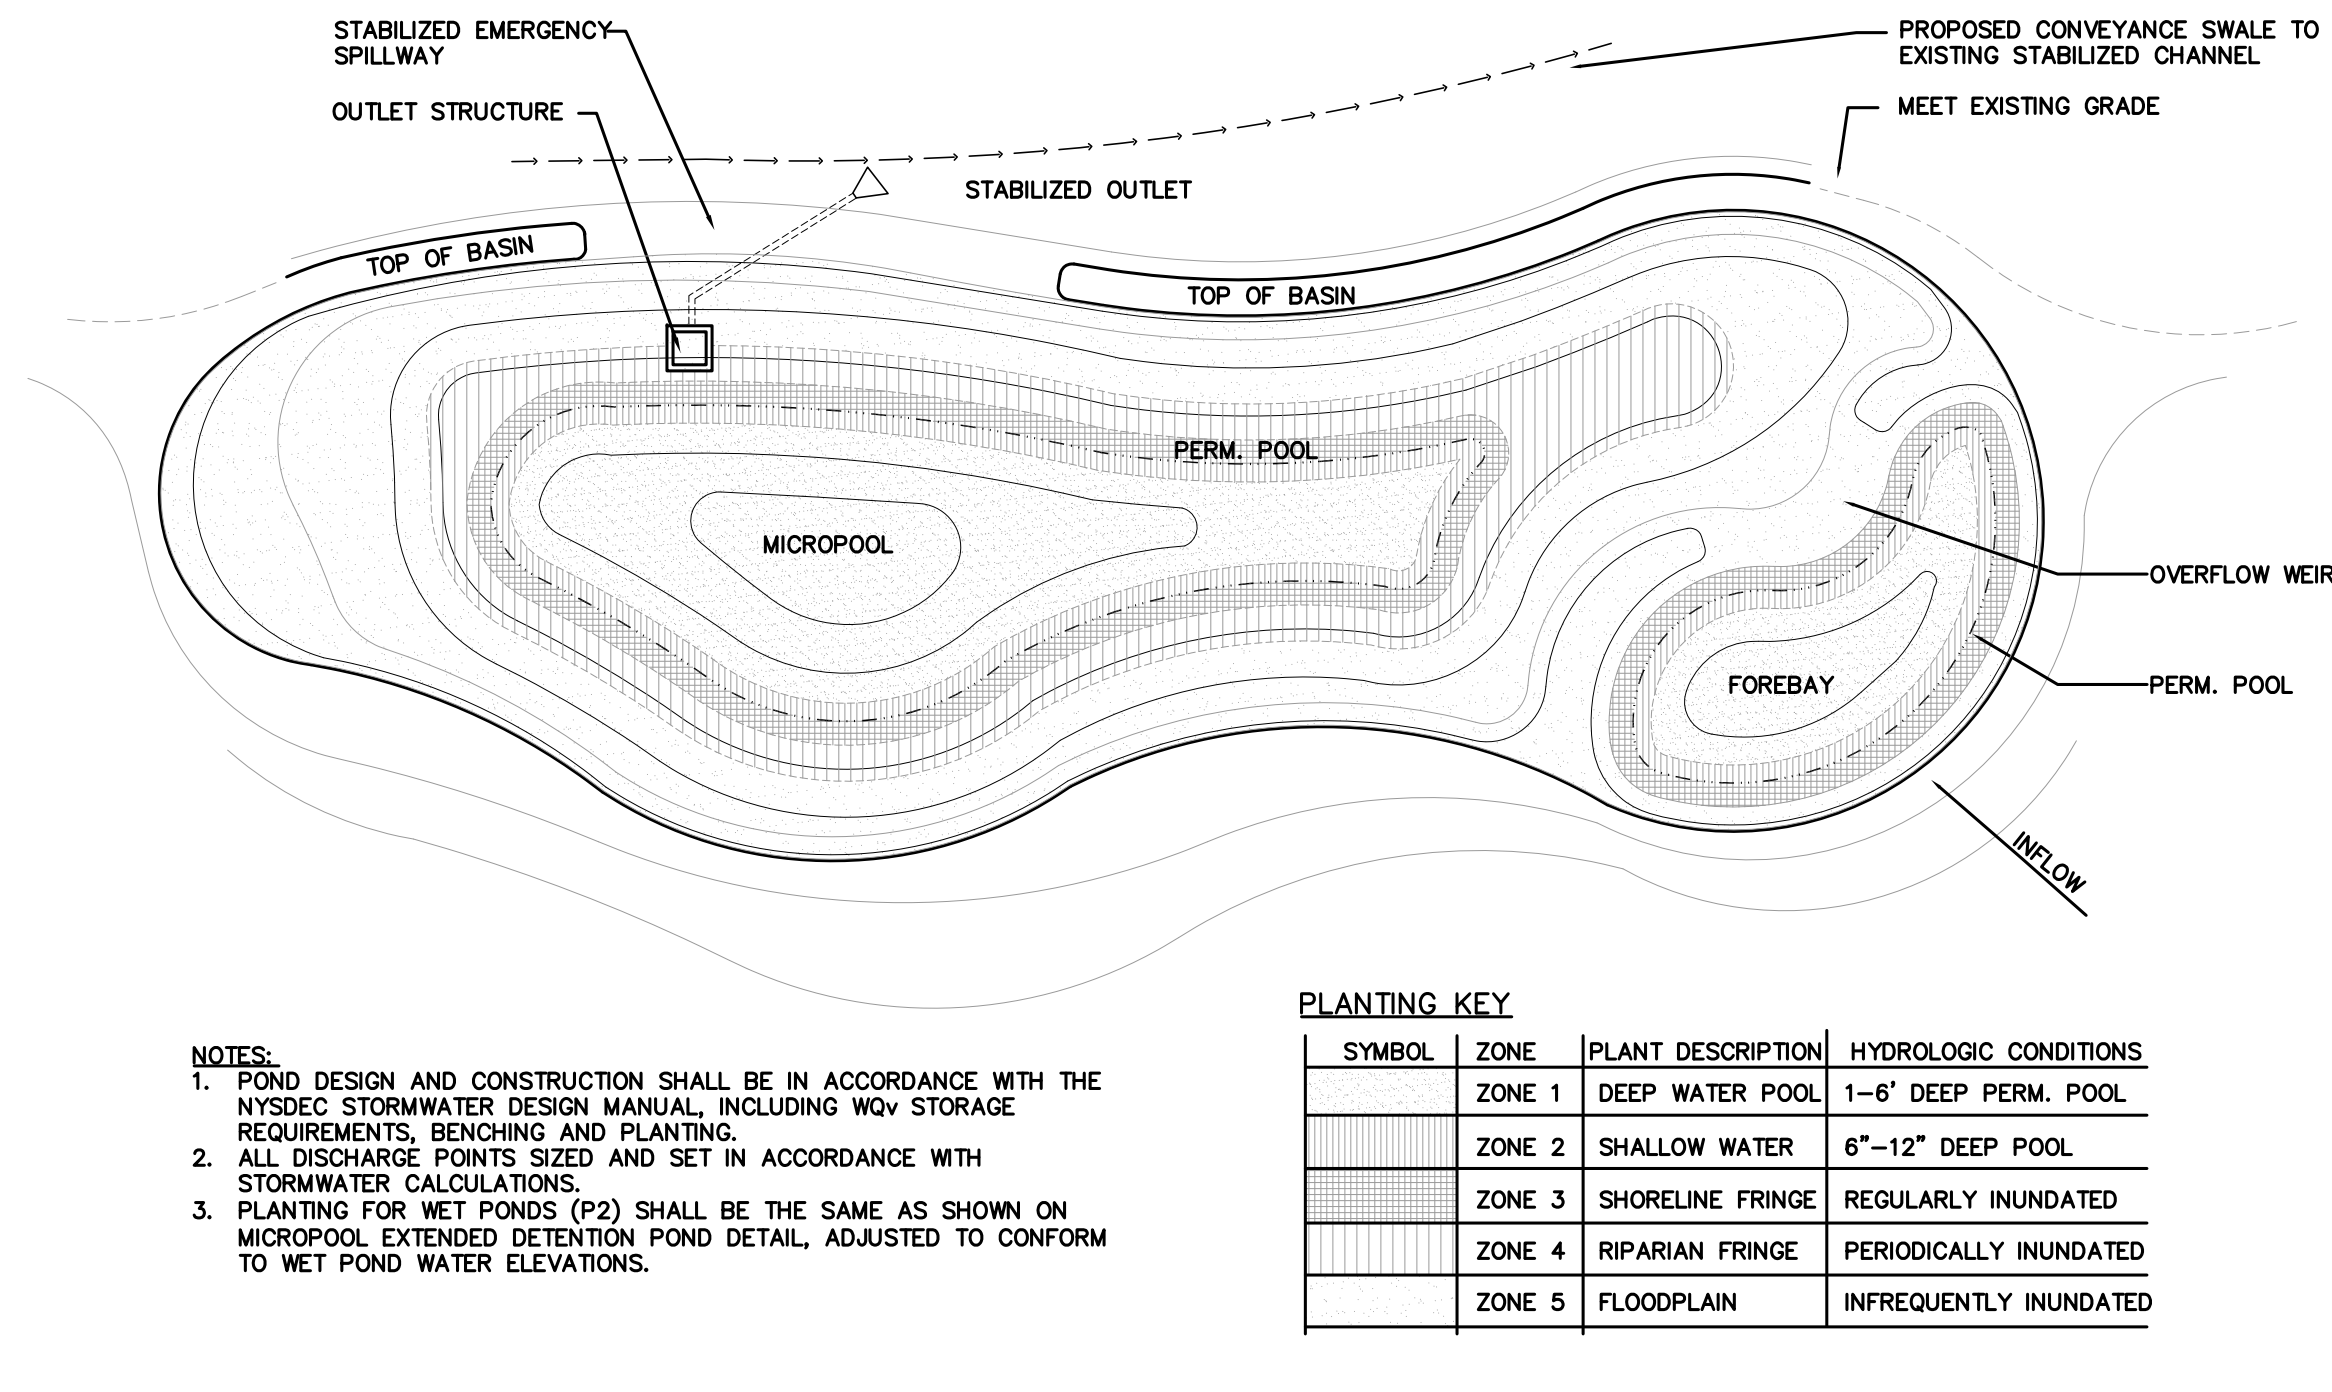 STABILIZED EMERGENCY
SPILLWAY
OUTLET STRUCTURE
PROPOSED CONVEYANCE SWALE TO
EXISTING STABILIZED CHANNEL
MEET EXISTING GRADE
STABILIZED OUTLET
TOP OF BASIN
TOP OF BASIN
PERM. POOL
MICROPOOL
OVERFLOW WEIR
FOREBAY
PERM. POOL
INFLOW
NOTES:
1. POND DESIGN AND CONSTRUCTION SHALL BE IN ACCORDANCE WITH THE
NYSDEC STORMWATER DESIGN MANUAL, INCLUDING WQv STORAGE
REQUIREMENTS, BENCHING AND PLANTING.
2. ALL DISCHARGE POINTS SIZED AND SET IN ACCORDANCE WITH
STORMWATER CALCULATIONS.
3. PLANTING FOR WET PONDS (P2) SHALL BE THE SAME AS SHOWN ON
MICROPOOL EXTENDED DETENTION POND DETAIL, ADJUSTED TO CONFORM
TO WET POND WATER ELEVATIONS.
PLANTING KEY
SYMBOL ZONE PLANT DESCRIPTION HYDROLOGIC CONDITIONS
ZONE 1 DEEP WATER POOL 1-6' DEEP PERM. POOL
ZONE 2 SHALLOW WATER 6"-12" DEEP POOL
ZONE 3 SHORELINE FRINGE REGULARLY INUNDATED
ZONE 4 RIPARIAN FRINGE PERIODICALLY INUNDATED
ZONE 5 FLOODPLAIN INFREQUENTLY INUNDATED